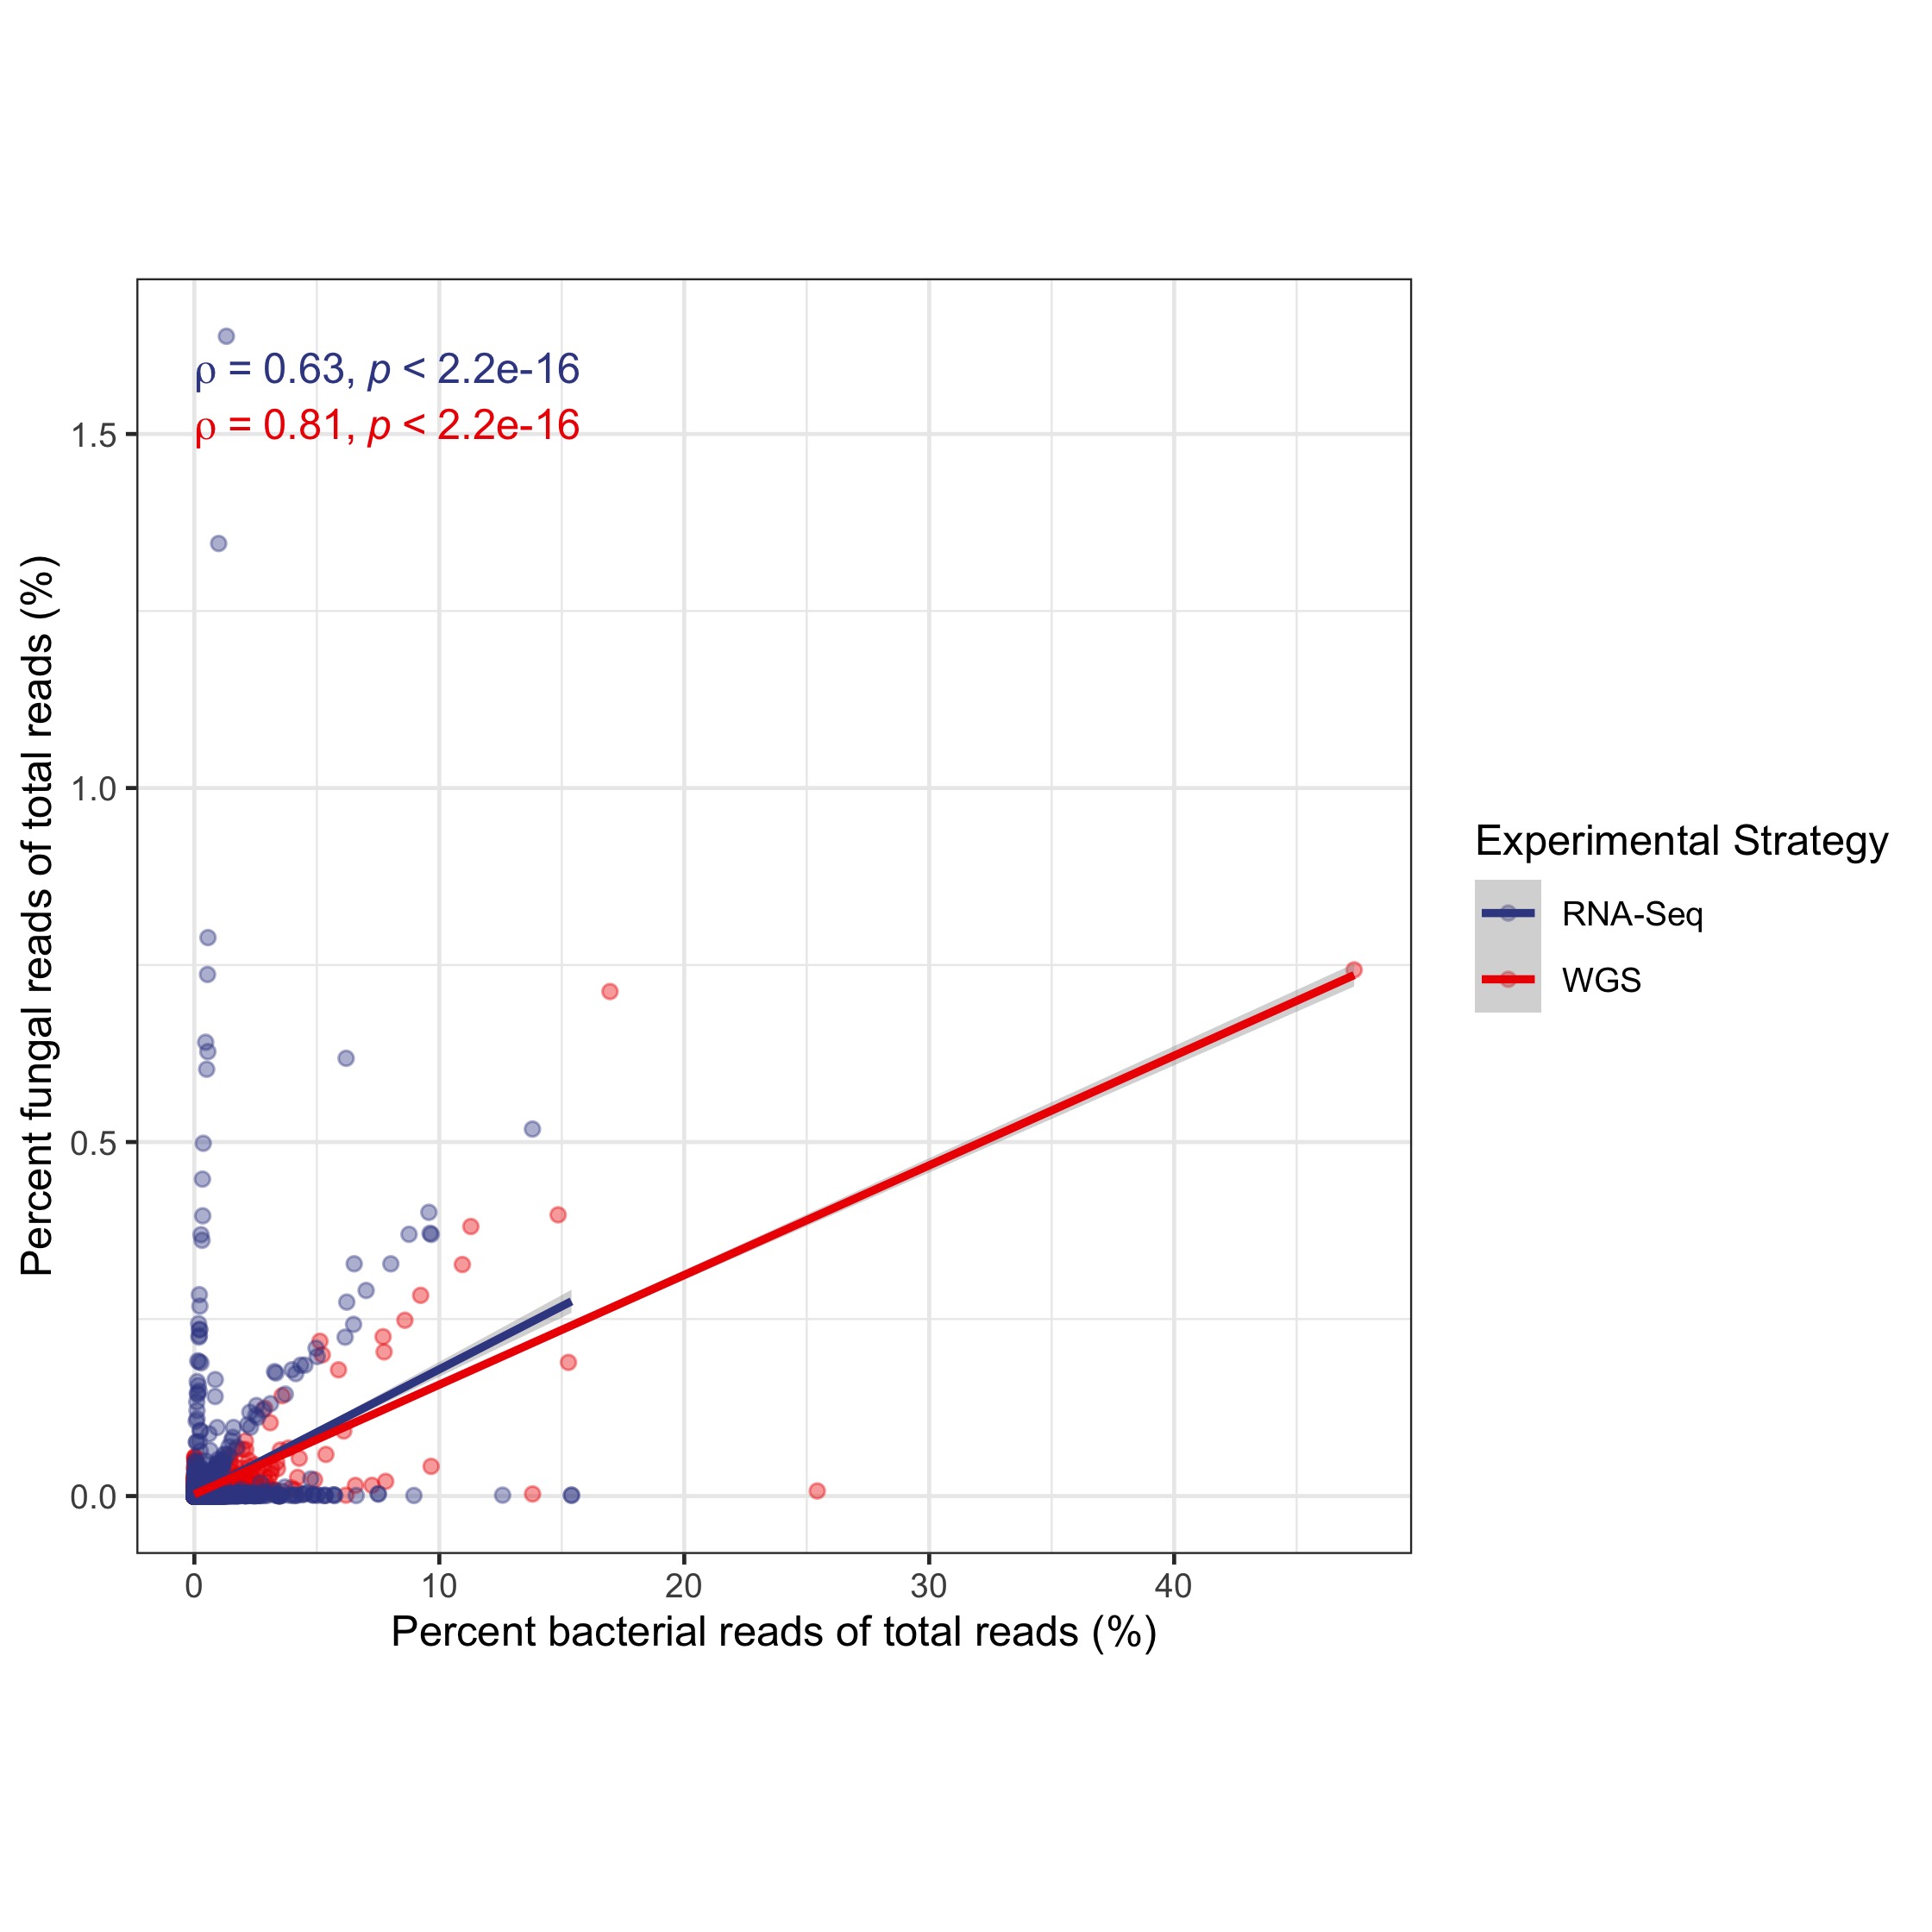 ρ = 0.63, p < 2.2e-16
ρ = 0.81, p < 2.2e-16
1.5
1.0
0.5
0.0
Percent fungal reads of total reads (%)
0 10 20 30 40
Percent bacterial reads of total reads (%)
Experimental Strategy
RNA-Seq
WGS